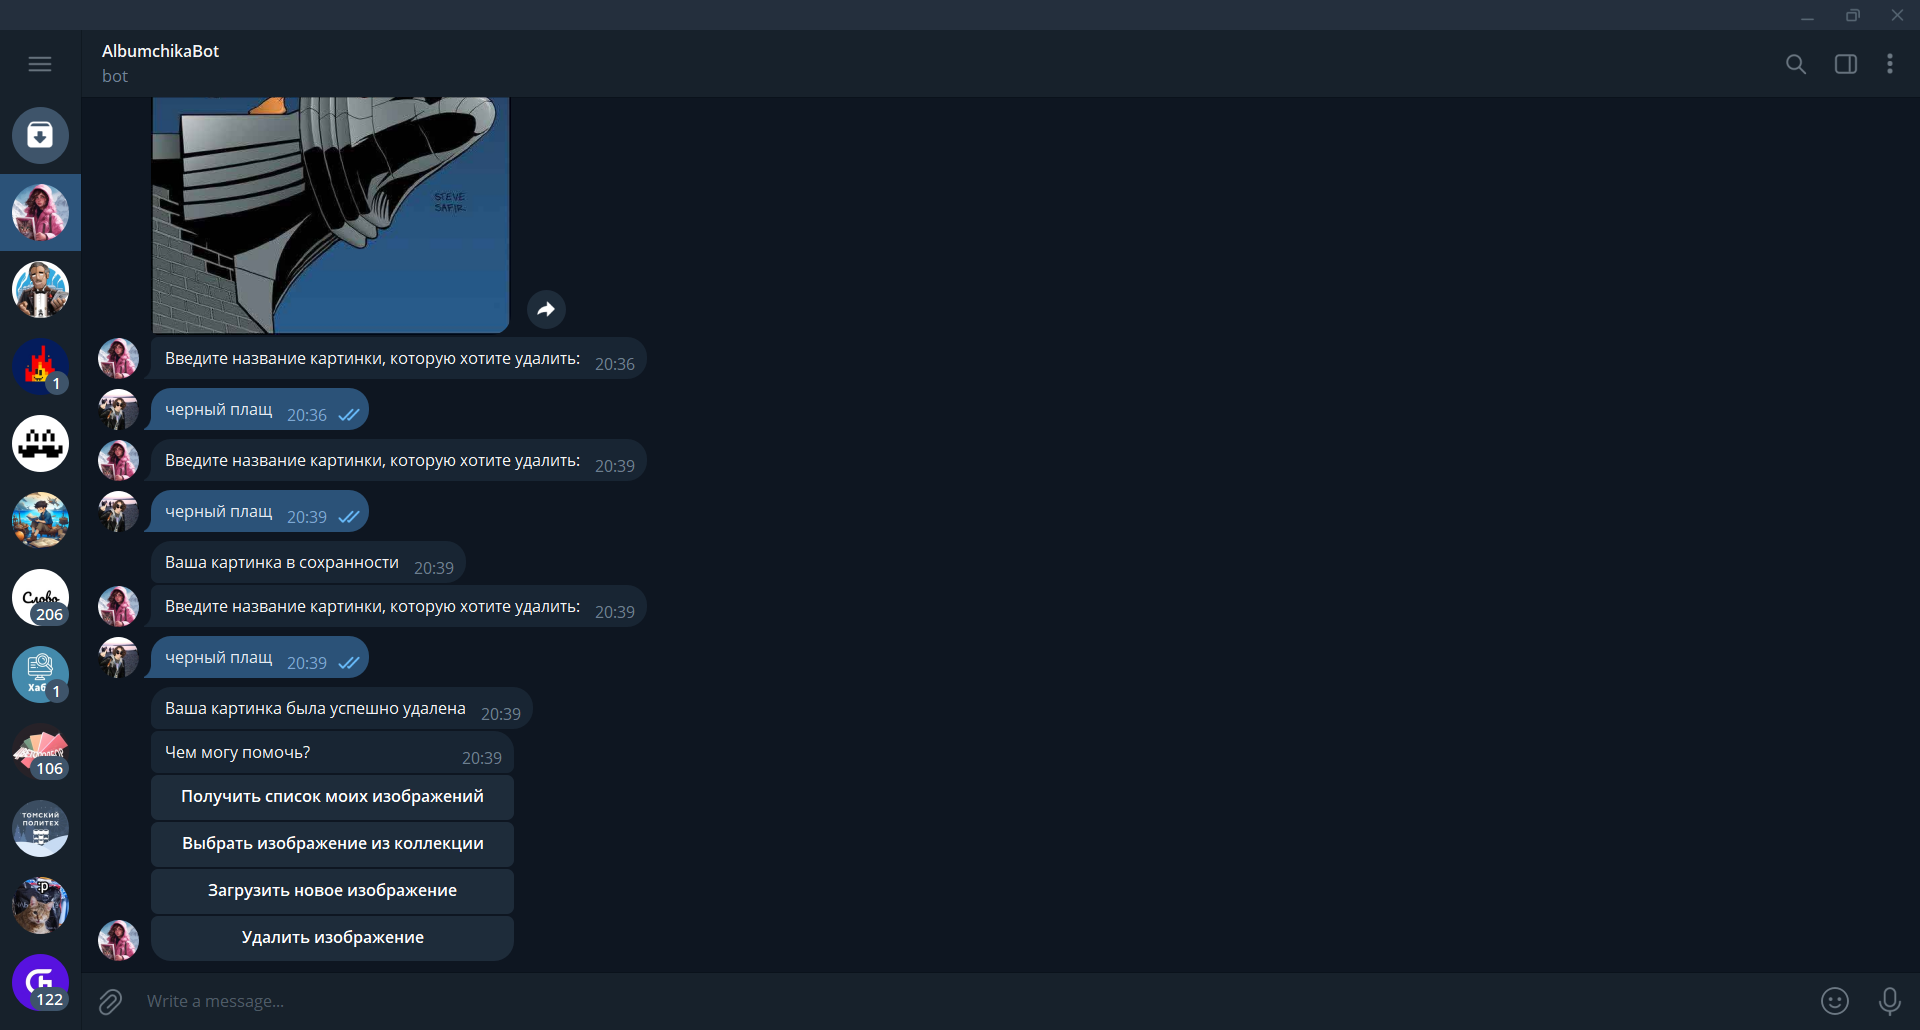 AlbumchikaBot
bot
STEVE
SAFIR
Введите название картинки, которую хотите удалить: 20:36
черный плащ 20:36
Введите название картинки, которую хотите удалить: 20:39
черный плащ 20:39
Ваша картинка в сохранности 20:39
Введите название картинки, которую хотите удалить: 20:39
черный плащ 20:39
Ваша картинка была успешно удалена 20:39
Чем могу помочь? 20:39
Получить список моих изображений
Выбрать изображение из коллекции
Загрузить новое изображение
Удалить изображение
Write a message...
1
Слово
206
Хаб
1
106
ТОМСКИЙ
ПОЛИТЕХ
:p
122